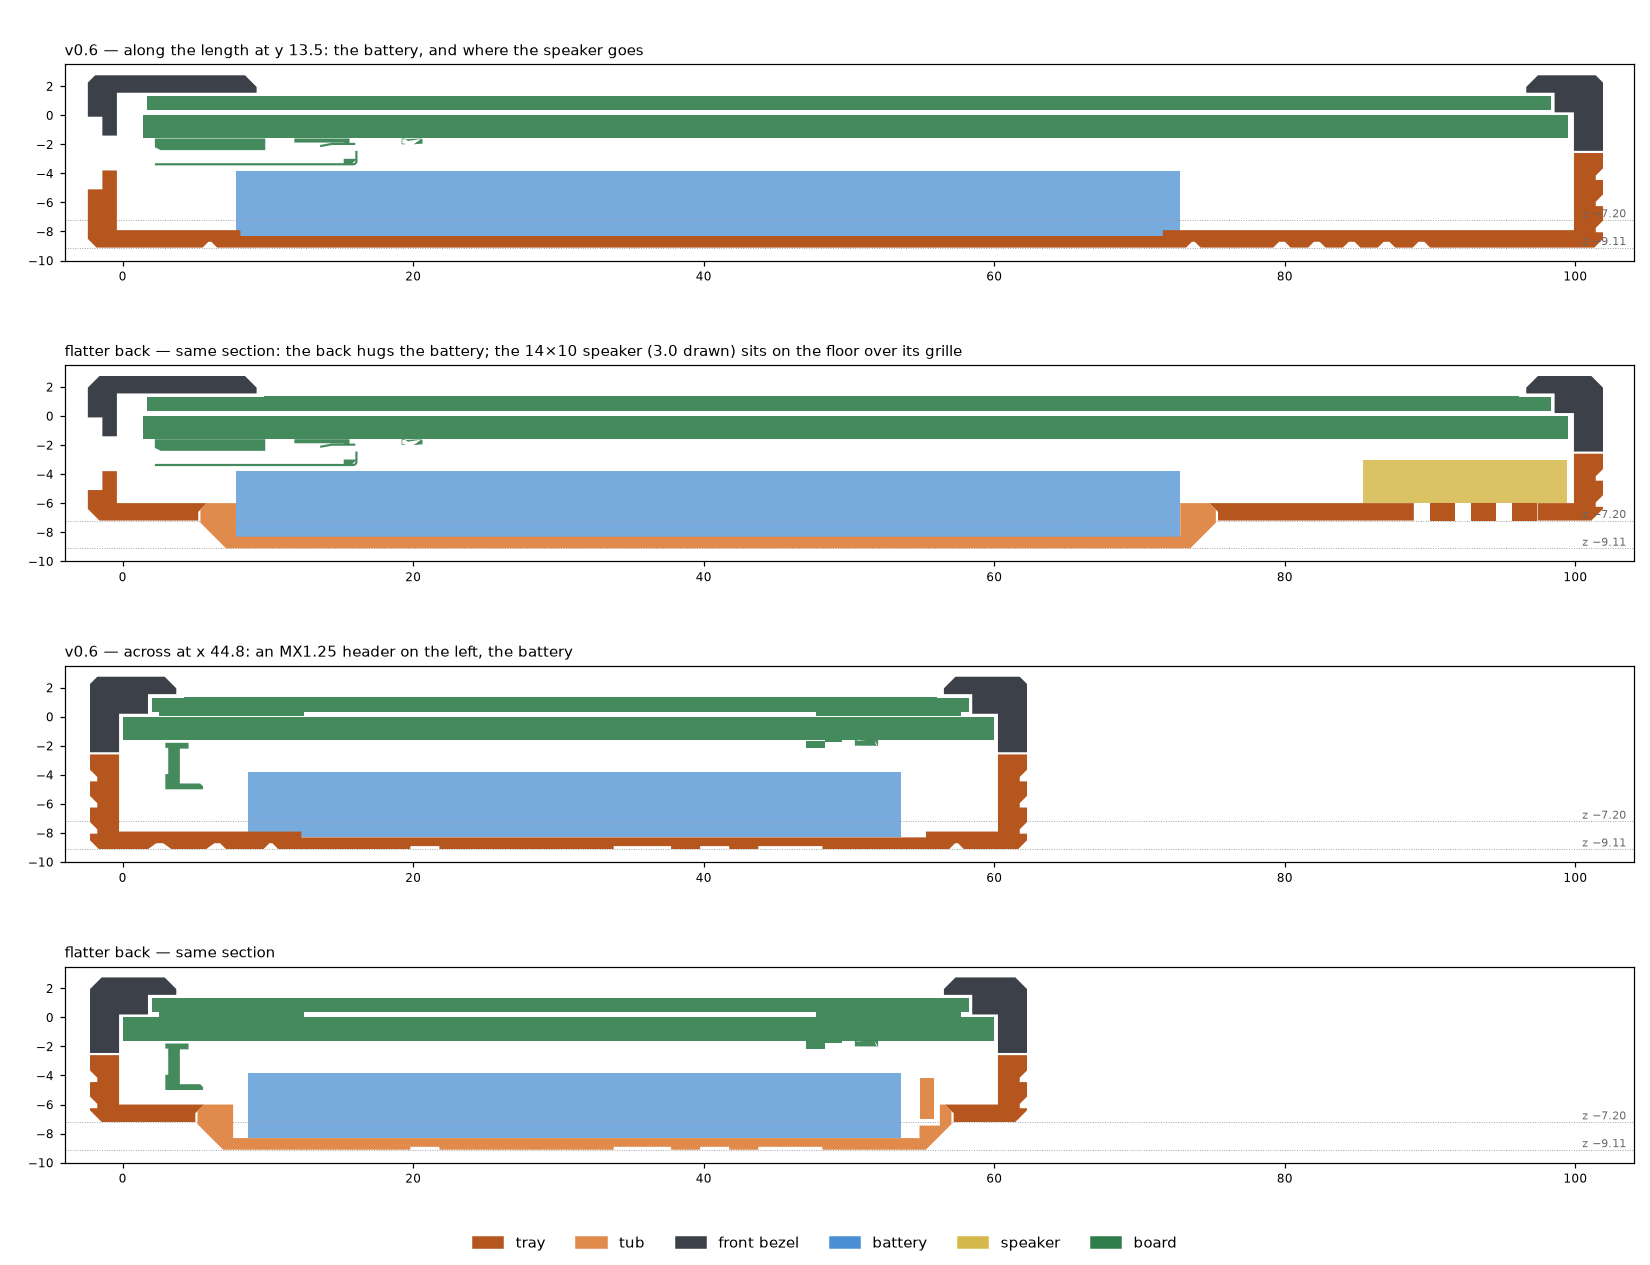 v0.6 — along the length at y 13.5: the battery, and where the speaker goes
2
0
−2
−4
−6
z −7.20
−8
z −9.11
−10
0 20 40 60 80 100
flatter back — same section: the back hugs the battery; the 14×10 speaker (3.0 drawn) sits on the floor over its grille
2
0
−2
−4
−6
z −7.20
−8
z −9.11
−10
0 20 40 60 80 100
v0.6 — across at x 44.8: an MX1.25 header on the left, the battery
2
0
−2
−4
−6
z −7.20
−8
z −9.11
−10
0 20 40 60 80 100
flatter back — same section
2
0
−2
−4
−6
z −7.20
−8
z −9.11
−10
0 20 40 60 80 100
tray tub front bezel battery speaker board